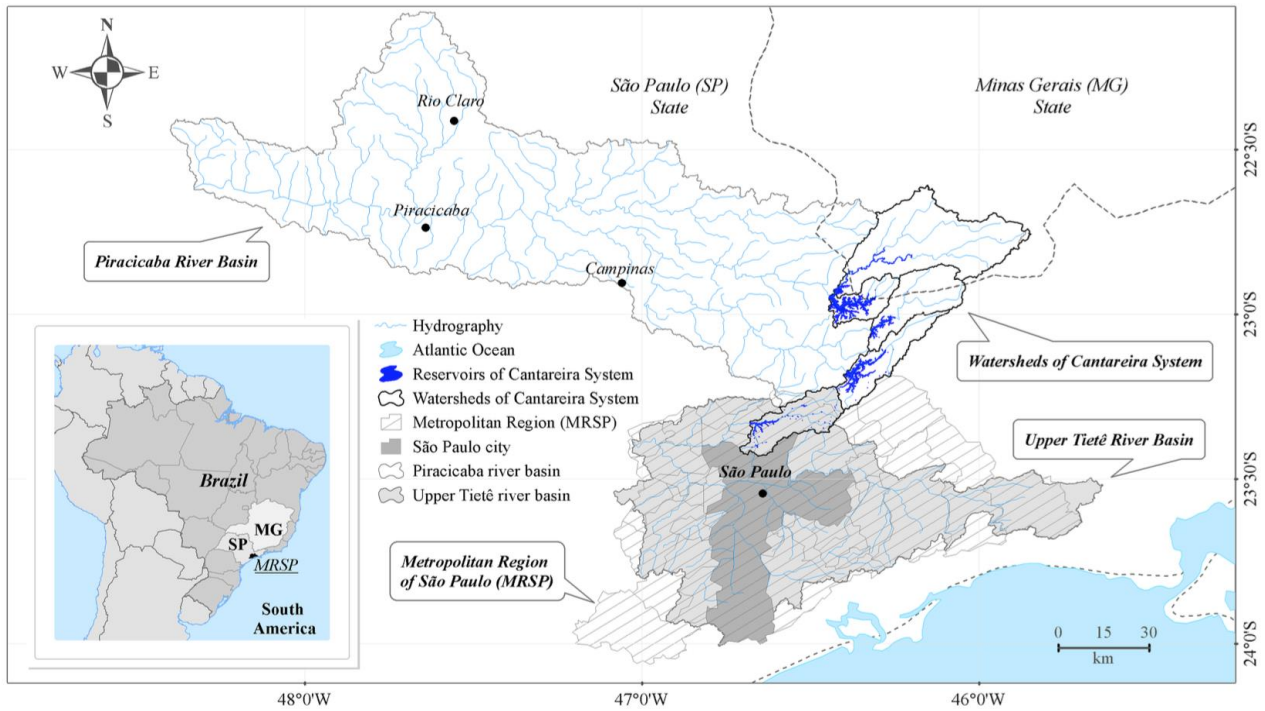 N
W
E
S
São Paulo (SP)
State
Minas Gerais (MG)
State
Rio Claro
Piracicaba
Campinas
Piracicaba River Basin
22°30'S
23°0'S
23°30'S
24°0'S
Hydrography
Atlantic Ocean
Reservoirs of Cantareira System
Watersheds of Cantareira System
Metropolitan Region (MRSP)
São Paulo city
Piracicaba river basin
Upper Tietê river basin
Watersheds of Cantareira System
Upper Tietê River Basin
São Paulo
Metropolitan Region
of São Paulo (MRSP)
Brazil
MG
SP
MRSP
South
America
0 15 30
km
48°0'W
47°0'W
46°0'W